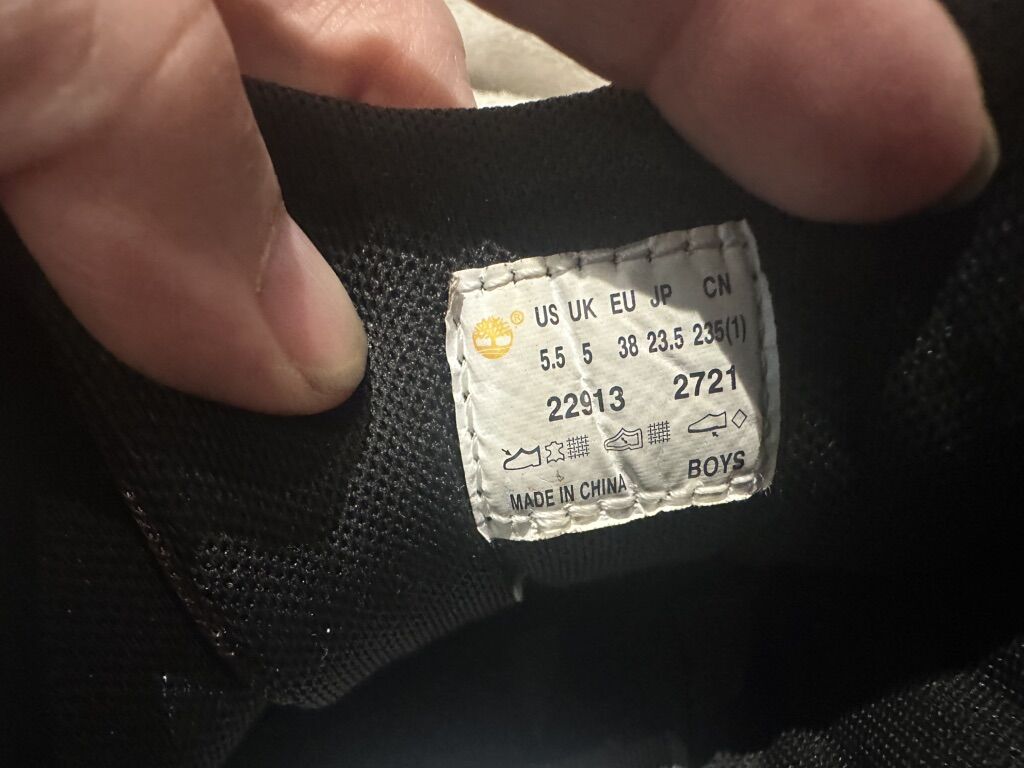 ® US UK EU JP CN
5.5 5 38 23.5 235(1)
22913 2721
BOYS
MADE IN CHINA